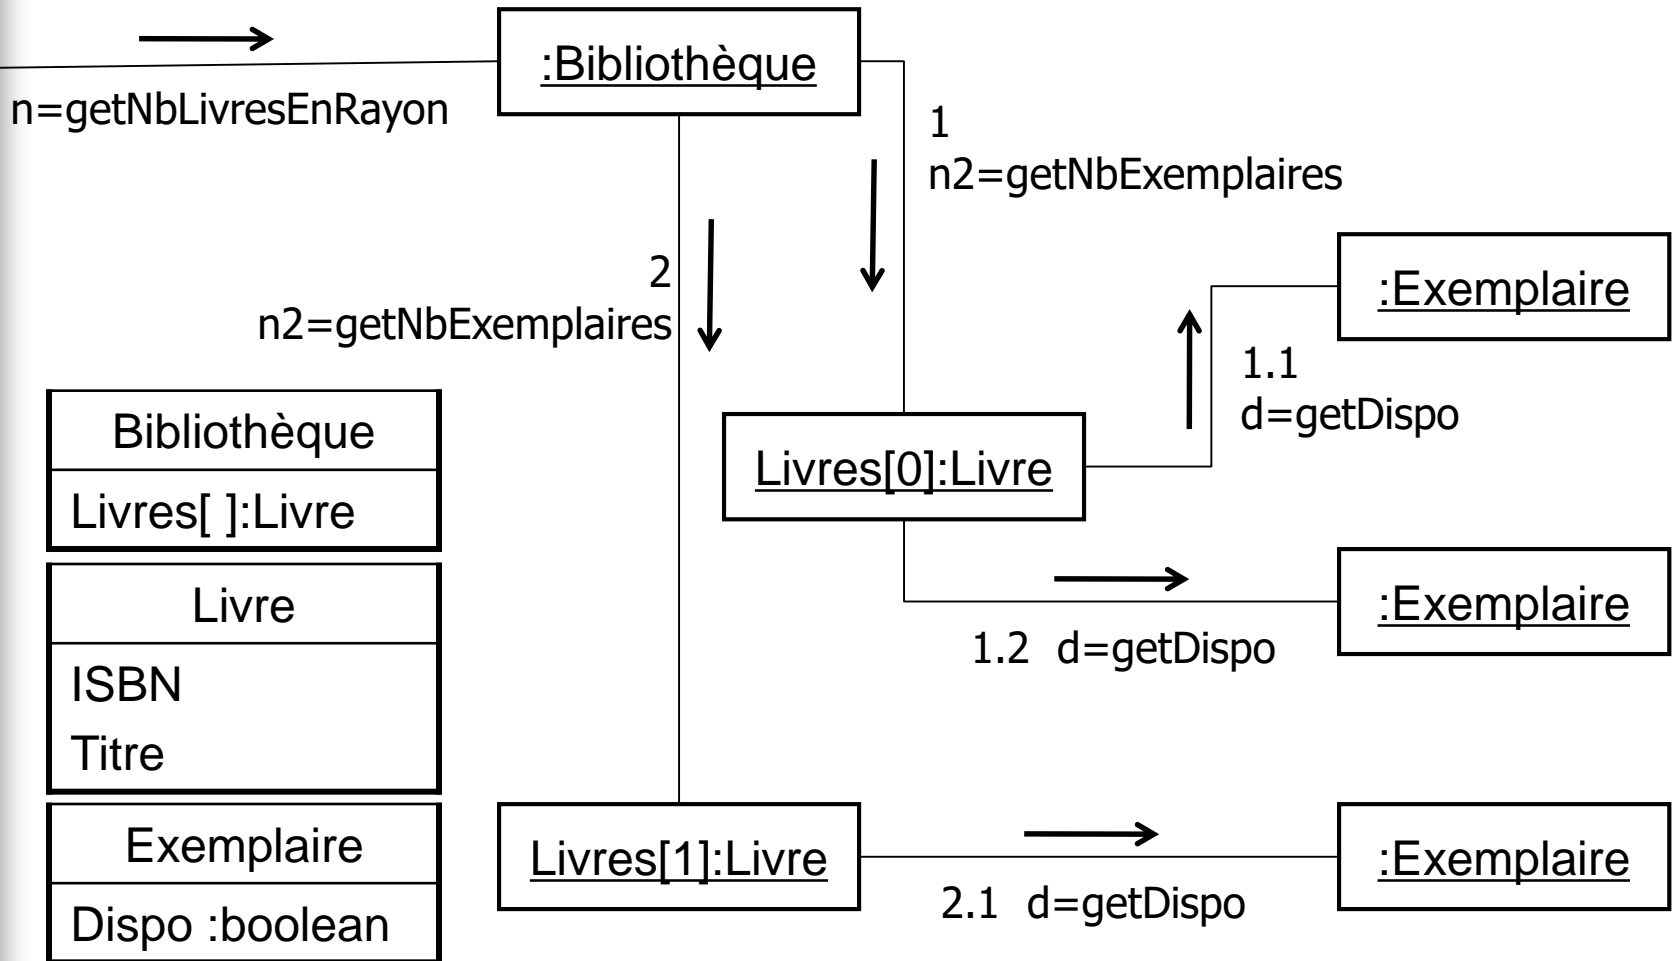 :Bibliothèque
n=getNbLivresEnRayon
1
n2=getNbExemplaires
2
n2=getNbExemplaires
:Exemplaire
1.1
d=getDispo
Livres[0]:Livre
:Exemplaire
1.2 d=getDispo
Bibliothèque
Livres[ ]:Livre
Livre
ISBN
Titre
Exemplaire
Dispo :boolean
Livres[1]:Livre
:Exemplaire
2.1 d=getDispo